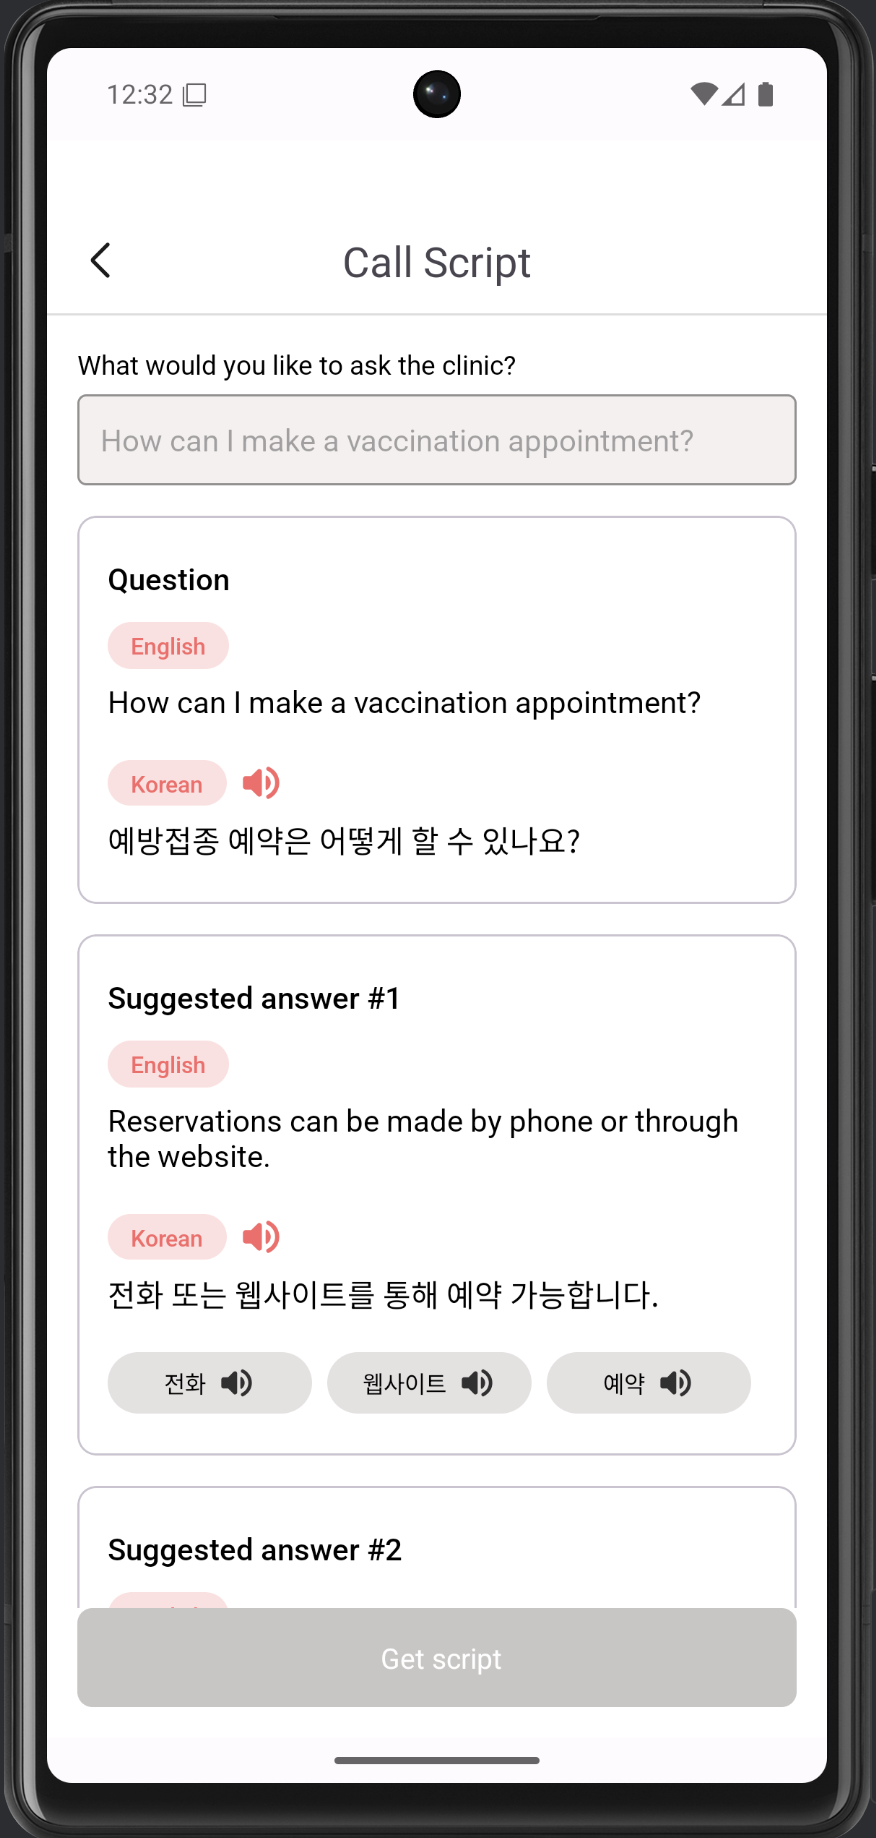 12:32
Call Script
What would you like to ask the clinic?
How can I make a vaccination appointment?
Question
English
How can I make a vaccination appointment?
Korean
예방접종 예약은 어떻게 할 수 있나요?
Suggested answer #1
English
Reservations can be made by phone or through
the website.
Korean
전화 또는 웹사이트를 통해 예약 가능합니다.
전화 웹사이트 예약
Suggested answer #2
Get script